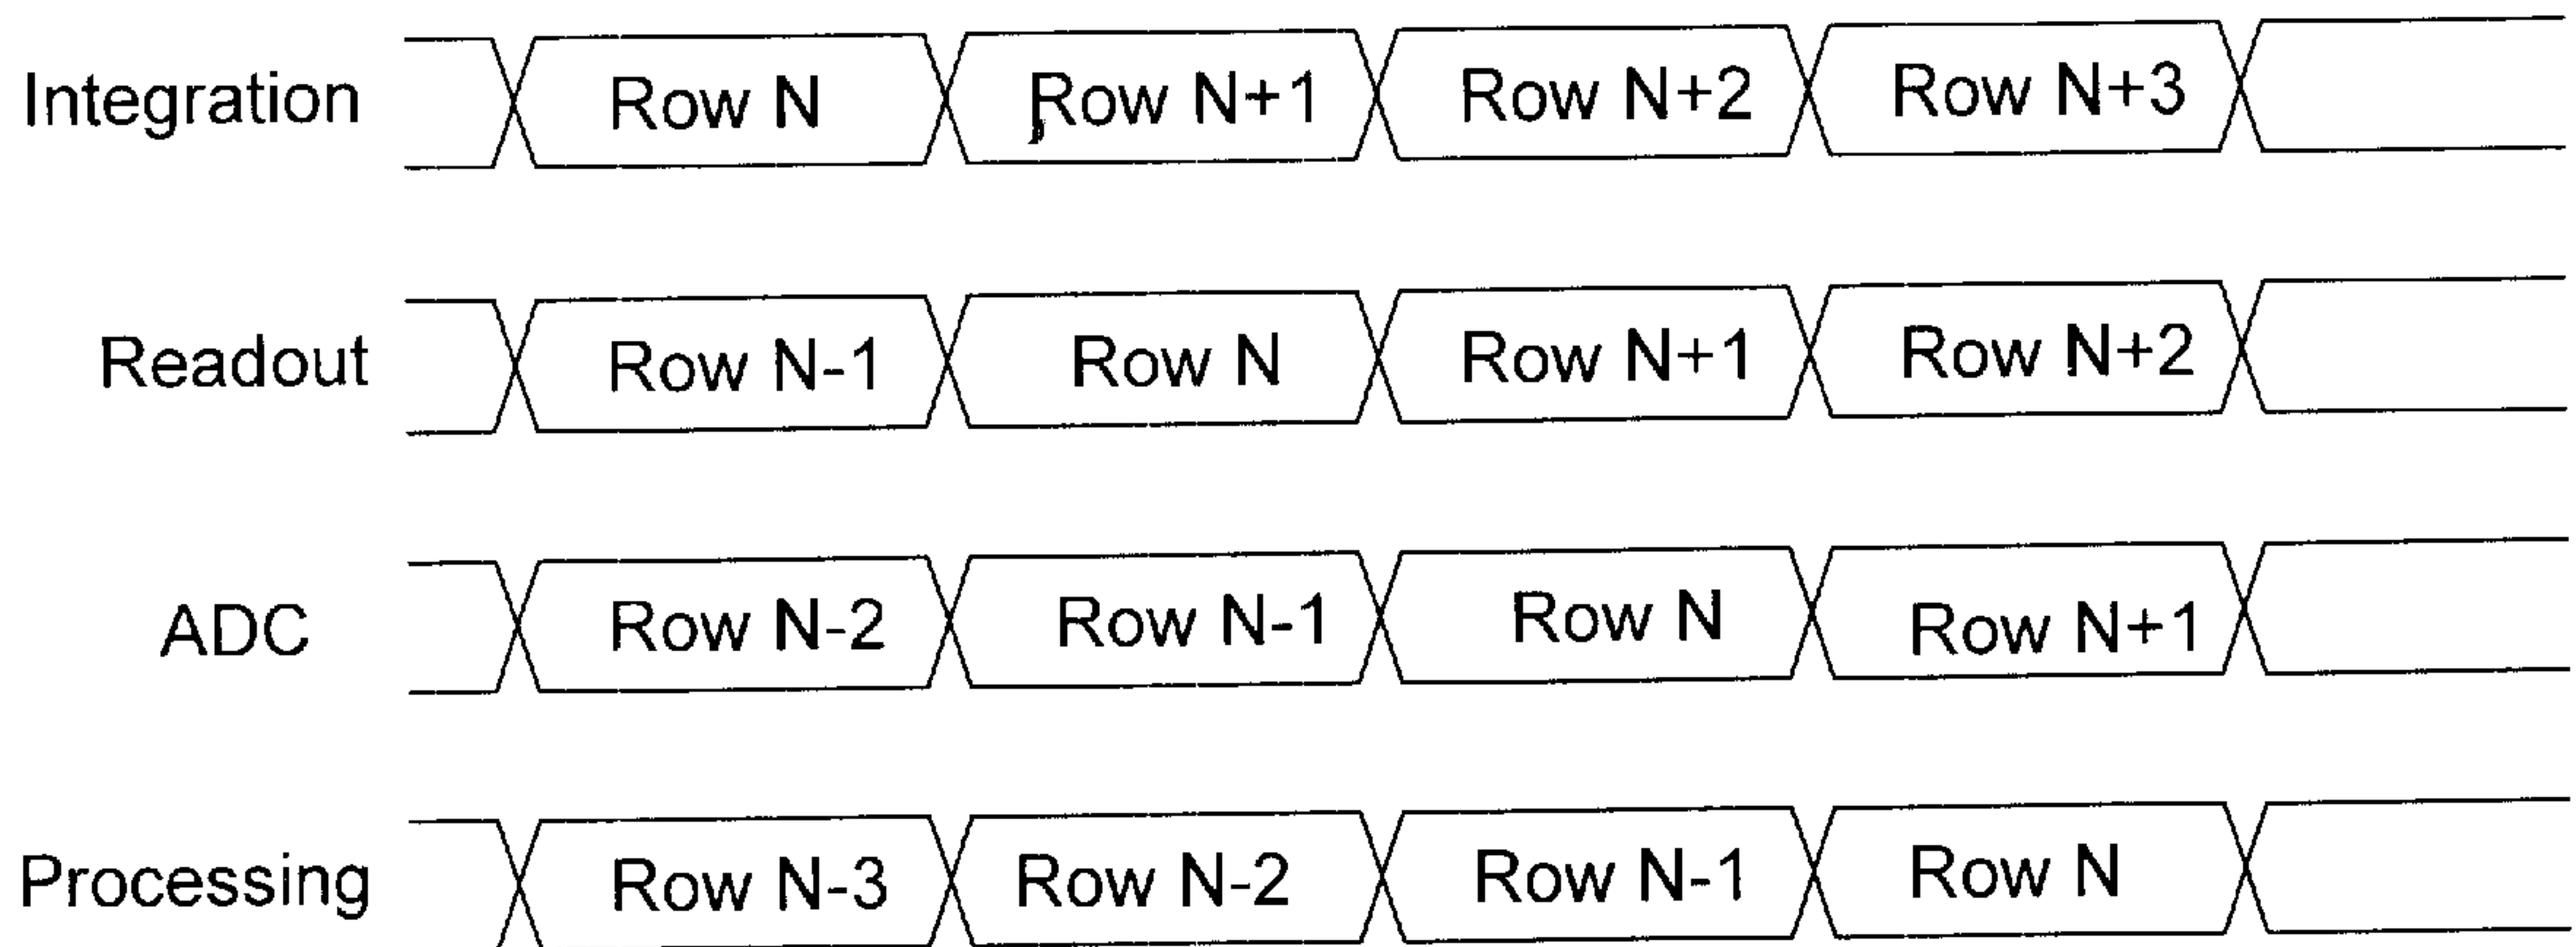 Integration Row N Row N+1 Row N+2 Row N+3
Readout Row N-1 Row N Row N+1 Row N+2
ADC Row N-2 Row N-1 Row N Row N+1
Processing Row N-3 Row N-2 Row N-1 Row N